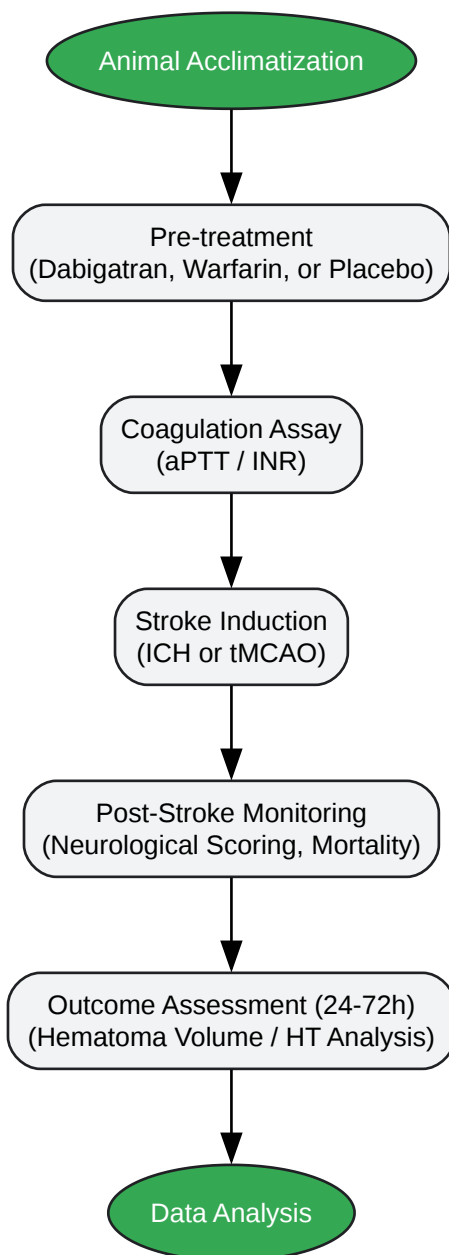 Animal Acclimatization
Pre-treatment
(Dabigatran, Warfarin, or Placebo)
Coagulation Assay
(aPTT / INR)
Stroke Induction
(ICH or tMCAO)
Post-Stroke Monitoring
(Neurological Scoring, Mortality)
Outcome Assessment (24-72h)
(Hematoma Volume / HT Analysis)
Data Analysis